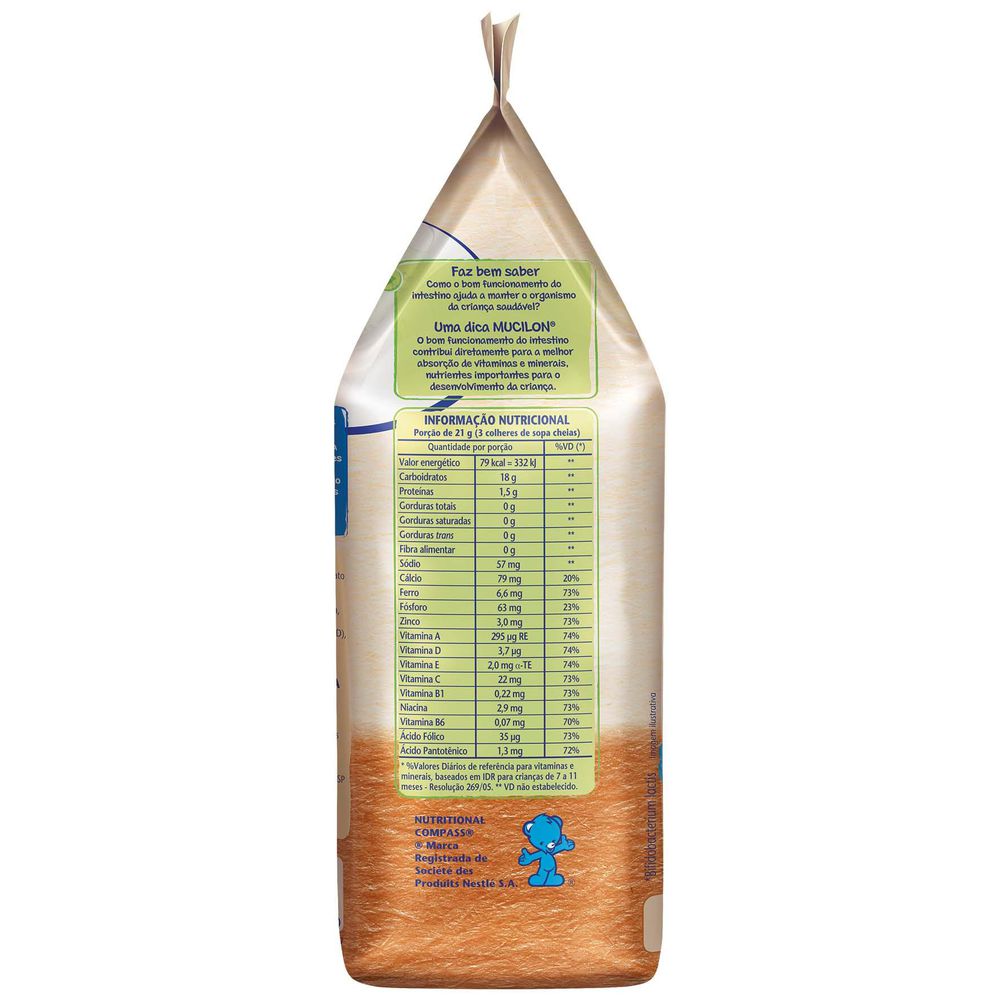 Faz bem saber
Como o bom funcionamento do
intestino ajuda a manter o organismo
da criança saudável?
Uma dica MUCILON®
O bom funcionamento do intestino
contribui diretamente para a melhor
absorção de vitaminas e minerais,
nutrientes importantes para o
desenvolvimento da criança.
INFORMAÇÃO NUTRICIONAL
Porção de 21 g (3 colheres de sopa cheias)
Quantidade por porção %VD (*)
Valor energético 79 kcal = 332 kJ **
Carboidratos 18 g **
Proteínas 1,5 g **
Gorduras totais 0 g **
Gorduras saturadas 0 g **
Gorduras trans 0 g **
Fibra alimentar 0 g **
Sódio 57 mg **
Cálcio 79 mg 20%
Ferro 6,6 mg 73%
Fósforo 63 mg 23%
Zinco 3,0 mg 73%
Vitamina A 295 µg RE 74%
Vitamina D 3,7 µg 74%
Vitamina E 2,0 mg α-TE 74%
Vitamina C 22 mg 73%
Vitamina B1 0,22 mg 73%
Niacina 2,9 mg 73%
Vitamina B6 0,07 mg 70%
Ácido Fólico 35 µg 73%
Ácido Pantotênico 1,3 mg 72%
* %Valores Diários de referência para vitaminas e
minerais, baseados em IDR para crianças de 7 a 11
meses - Resolução 269/05. ** VD não estabelecido.
NUTRITIONAL
COMPASS®
® Marca
Registrada de
Société des
Produits Nestlé S.A.
®
Bifidobacterium lactis
Imagem ilustrativa
SP